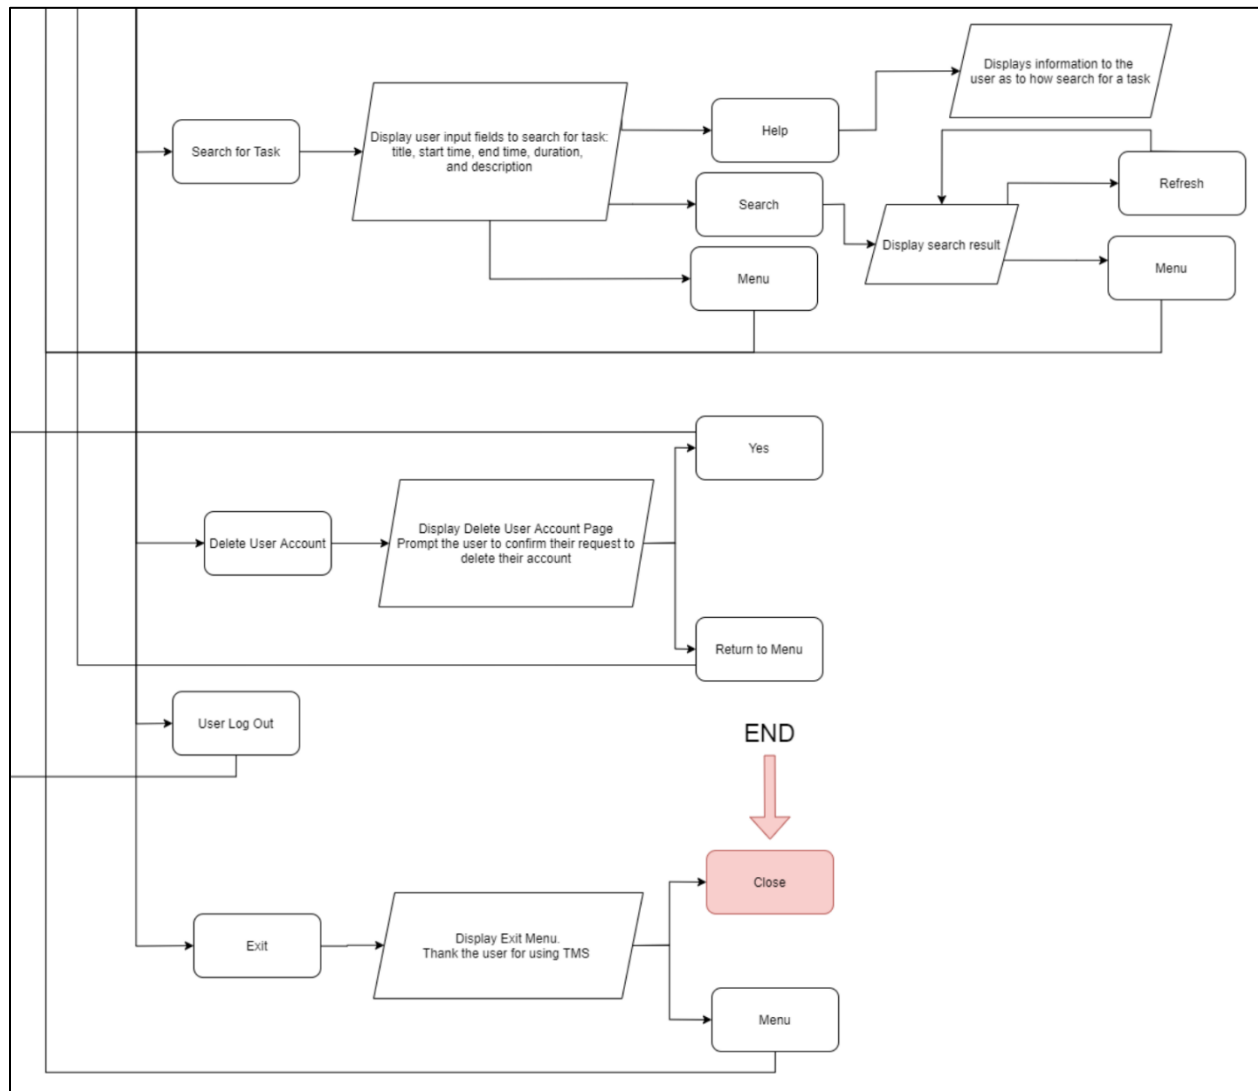 Displays information to the
user as to how search for a task
Search for Task
Display user input fields to search for task:
title, start time, end time, duration,
and description
Help
Search
Menu
Refresh
Display search result
Menu
Yes
Delete User Account
Display Delete User Account Page
Prompt the user to confirm their request to
delete their account
Return to Menu
User Log Out
END
Close
Exit
Display Exit Menu.
Thank the user for using TMS
Menu